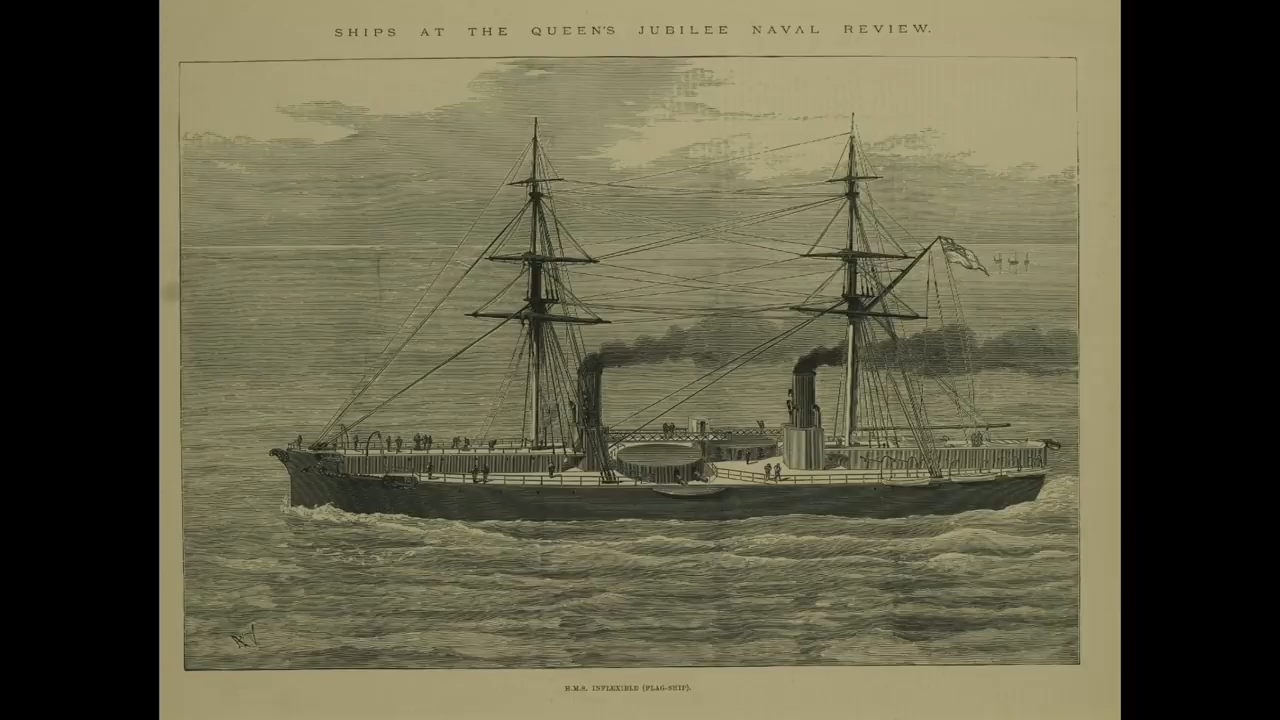 SHIPS AT THE QUEEN'S JUBILEE NAVAL REVIEW.
H.M.S. INFLEXIBLE (FLAG-SHIP).